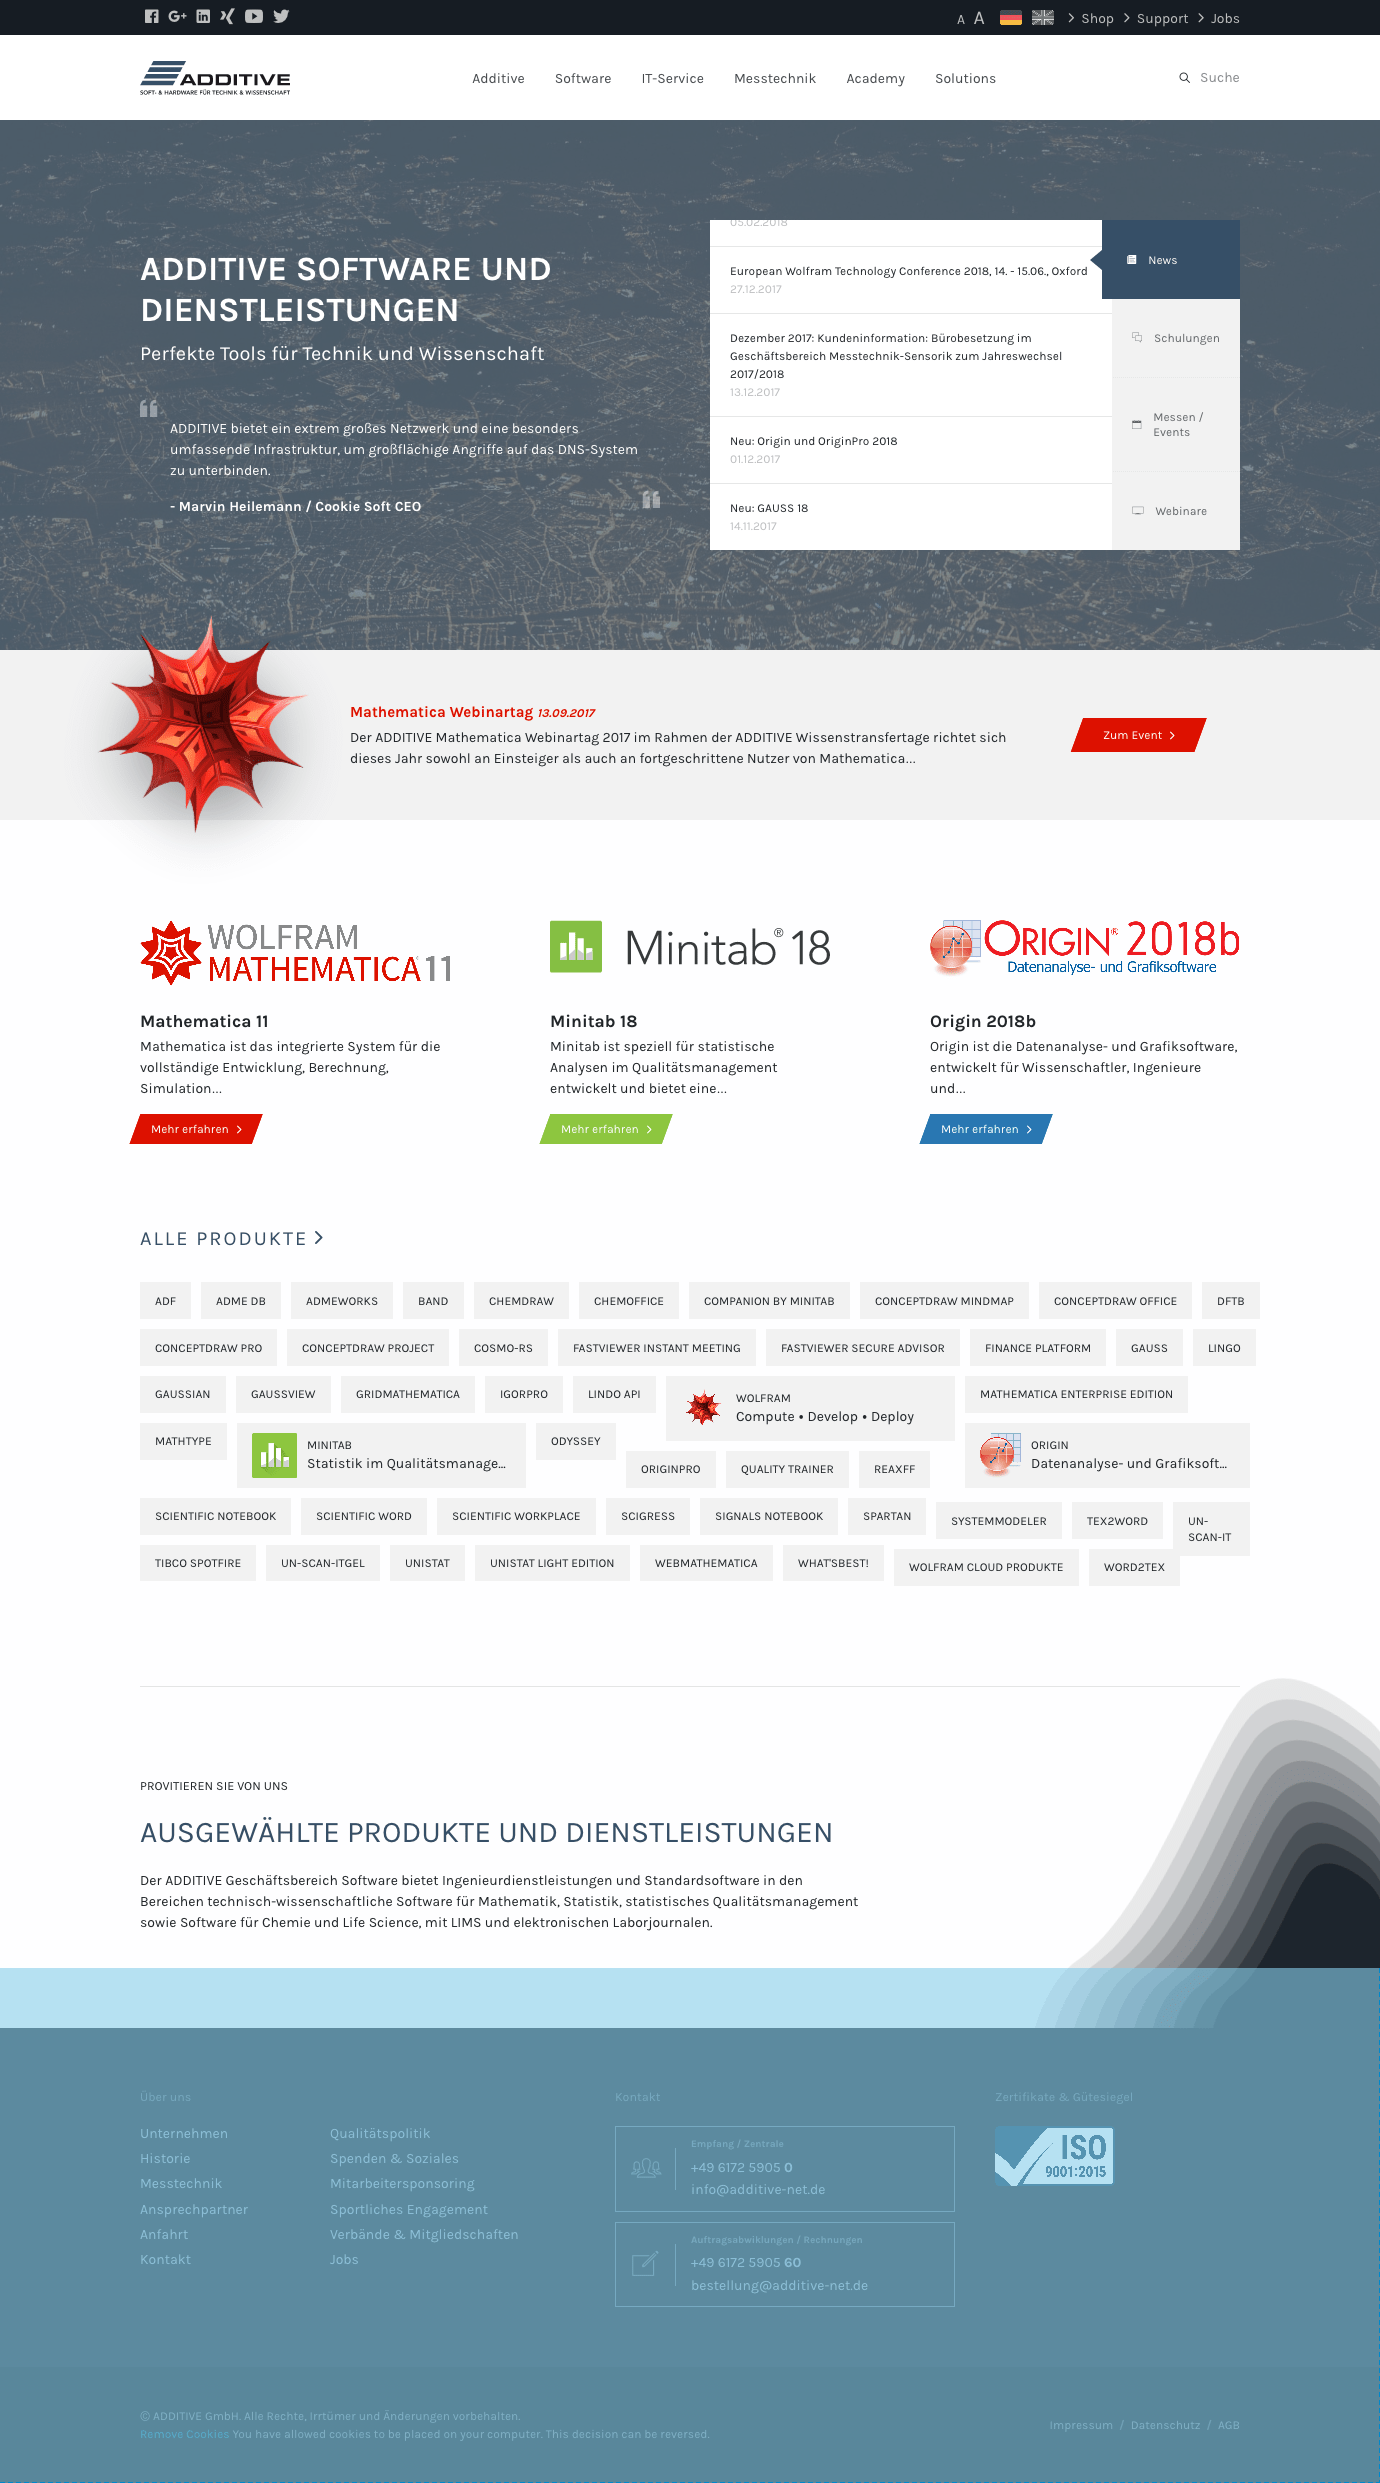 A A Shop Support Jobs
ADDITIVE
SOFT- & HARDWARE FÜR TECHNIK & WISSENSCHAFT
Additive Software IT-Service Messtechnik Academy Solutions Suche
ADDITIVE SOFTWARE UND
DIENSTLEISTUNGEN
Perfekte Tools für Technik und Wissenschaft
ADDITIVE bietet ein extrem großes Netzwerk und eine besonders
umfassende Infrastruktur, um großflächige Angriffe auf das DNS-System
zu unterbinden.
- Marvin Heilemann / Cookie Soft CEO
05.02.2018
European Wolfram Technology Conference 2018, 14. - 15.06., Oxford
27.12.2017
Dezember 2017: Kundeninformation: Bürobesetzung im
Geschäftsbereich Messtechnik-Sensorik zum Jahreswechsel
2017/2018
13.12.2017
Neu: Origin und OriginPro 2018
01.12.2017
Neu: GAUSS 18
14.11.2017
News
Schulungen
Messen /
Events
Webinare
Mathematica Webinartag 13.09.2017
Der ADDITIVE Mathematica Webinartag 2017 im Rahmen der ADDITIVE Wissenstransfertage richtet sich
dieses Jahr sowohl an Einsteiger als auch an fortgeschrittene Nutzer von Mathematica...
Zum Event
WOLFRAM
MATHEMATICA 11
Mathematica 11
Mathematica ist das integrierte System für die
vollständige Entwicklung, Berechnung,
Simulation...
Mehr erfahren
Minitab® 18
Minitab 18
Minitab ist speziell für statistische
Analysen im Qualitätsmanagement
entwickelt und bietet eine...
Mehr erfahren
ORIGIN® 2018b
Datenanalyse- und Grafiksoftware
Origin 2018b
Origin ist die Datenanalyse- und Grafiksoftware,
entwickelt für Wissenschaftler, Ingenieure
und...
Mehr erfahren
ALLE PRODUKTE
ADF ADME DB ADMEWORKS BAND CHEMDRAW CHEMOFFICE COMPANION BY MINITAB CONCEPTDRAW MINDMAP CONCEPTDRAW OFFICE DFTB
CONCEPTDRAW PRO CONCEPTDRAW PROJECT COSMO-RS FASTVIEWER INSTANT MEETING FASTVIEWER SECURE ADVISOR FINANCE PLATFORM GAUSS LINGO
GAUSSIAN GAUSSVIEW GRIDMATHEMATICA IGORPRO LINDO API
WOLFRAM
Compute • Develop • Deploy
MATHEMATICA ENTERPRISE EDITION
MATHTYPE
MINITAB
Statistik im Qualitätsmanage...
ODYSSEY
ORIGINPRO QUALITY TRAINER REAXFF
ORIGIN
Datenanalyse- und Grafiksoft...
SCIENTIFIC NOTEBOOK SCIENTIFIC WORD SCIENTIFIC WORKPLACE SCIGRESS SIGNALS NOTEBOOK SPARTAN SYSTEMMODELER TEX2WORD
UN-
SCAN-IT
TIBCO SPOTFIRE UN-SCAN-ITGEL UNISTAT UNISTAT LIGHT EDITION WEBMATHEMATICA WHAT'SBEST! WOLFRAM CLOUD PRODUKTE WORD2TEX
PROVITIEREN SIE VON UNS
AUSGEWÄHLTE PRODUKTE UND DIENSTLEISTUNGEN
Der ADDITIVE Geschäftsbereich Software bietet Ingenieurdienstleistungen und Standardsoftware in den
Bereichen technisch-wissenschaftliche Software für Mathematik, Statistik, statistisches Qualitätsmanagement
sowie Software für Chemie und Life Science, mit LIMS und elektronischen Laborjournalen.
Über uns
Unternehmen
Historie
Messtechnik
Ansprechpartner
Anfahrt
Kontakt
Qualitätspolitik
Spenden & Soziales
Mitarbeitersponsoring
Sportliches Engagement
Verbände & Mitgliedschaften
Jobs
Kontakt
Empfang / Zentrale
+49 6172 5905 0
info@additive-net.de
Auftragsabwiklungen / Rechnungen
+49 6172 5905 60
bestellung@additive-net.de
Zertifikate & Gütesiegel
ISO
9001:2015
© ADDITIVE GmbH. Alle Rechte, Irrtümer und Änderungen vorbehalten.
Remove Cookies You have allowed cookies to be placed on your computer. This decision can be reversed.
Impressum / Datenschutz / AGB